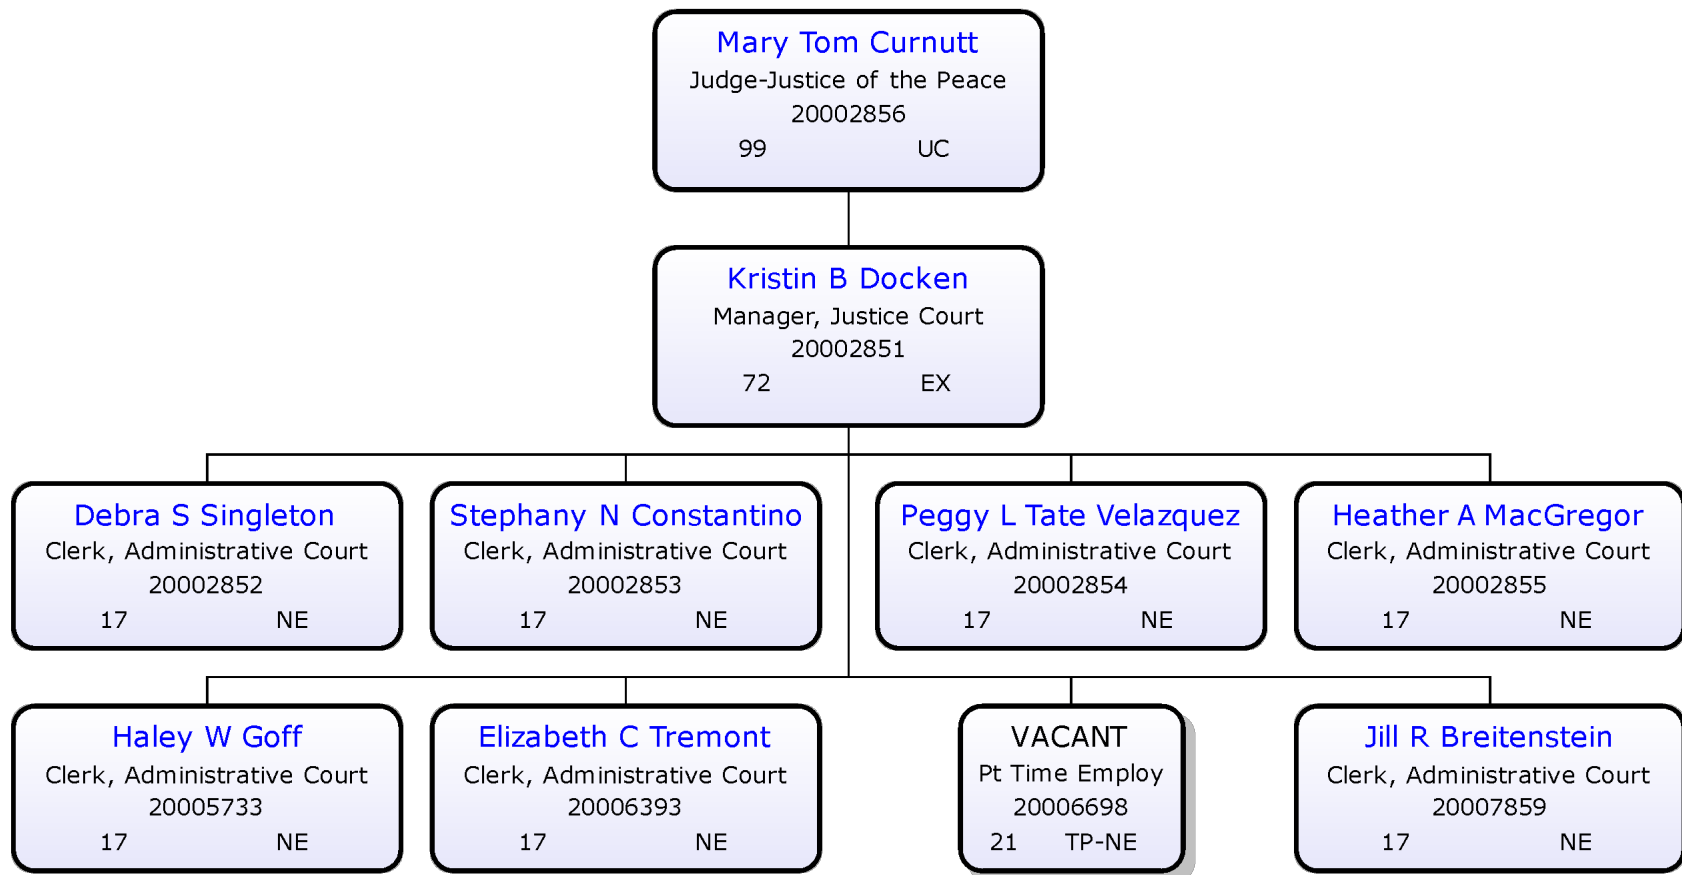 Mary Tom Curnutt
Judge-Justice of the Peace
20002856
99 UC
Kristin B Docken
Manager, Justice Court
20002851
72 EX
Debra S Singleton
Clerk, Administrative Court
20002852
17 NE
Stephany N Constantino
Clerk, Administrative Court
20002853
17 NE
Peggy L Tate Velazquez
Clerk, Administrative Court
20002854
17 NE
Heather A MacGregor
Clerk, Administrative Court
20002855
17 NE
Haley W Goff
Clerk, Administrative Court
20005733
17 NE
Elizabeth C Tremont
Clerk, Administrative Court
20006393
17 NE
VACANT
Pt Time Employ
20006698
21 TP-NE
Jill R Breitenstein
Clerk, Administrative Court
20007859
17 NE